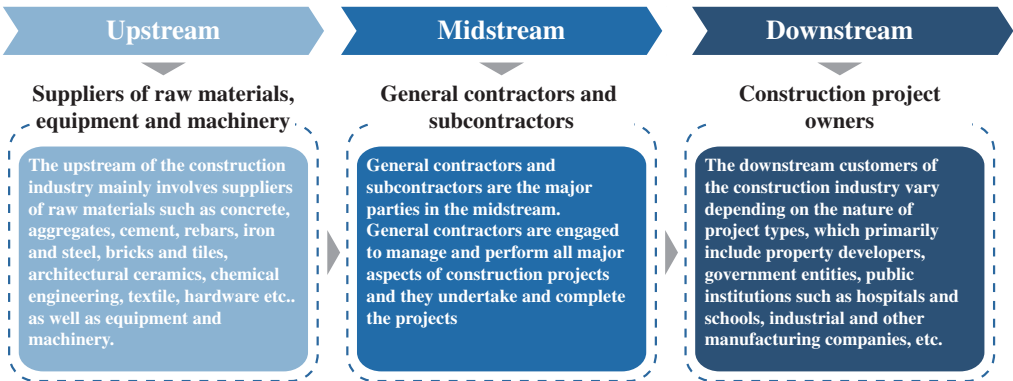 Upstream
Suppliers of raw materials,
equipment and machinery
The upstream of the construction
industry mainly involves suppliers
of raw materials such as concrete,
aggregates, cement, rebars, iron
and steel, bricks and tiles,
architectural ceramics, chemical
engineering, textile, hardware etc..
as well as equipment and
machinery.
Midstream
General contractors and
subcontractors
General contractors and
subcontractors are the major
parties in the midstream.
General contractors are engaged
to manage and perform all major
aspects of construction projects
and they undertake and complete
the projects
Downstream
Construction project
owners
The downstream customers of
the construction industry vary
depending on the nature of
project types, which primarily
include property developers,
government entities, public
institutions such as hospitals and
schools, industrial and other
manufacturing companies, etc.